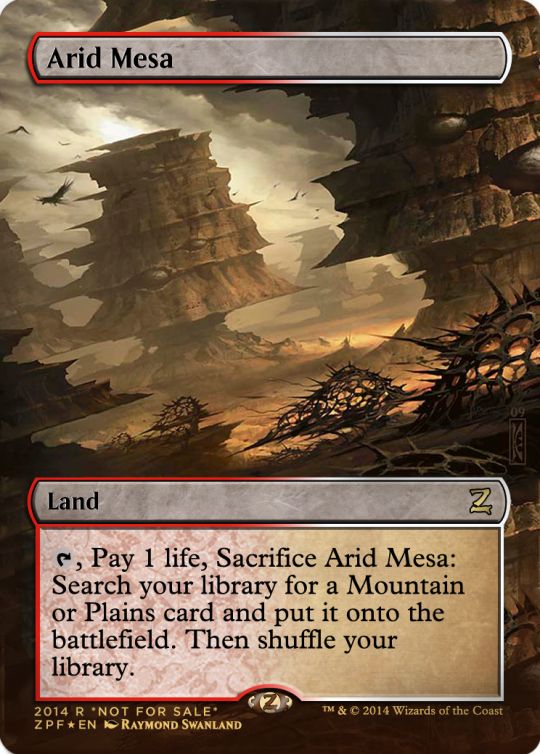 Arid Mesa
09
Land
Z
, Pay 1 life, Sacrifice Arid Mesa:
Search your library for a Mountain
or Plains card and put it onto the
battlefield. Then shuffle your
library.
Z
2014 R *NOT FOR SALE*
ZPF★EN RAYMOND SWANLAND
™ & © 2014 Wizards of the Coast